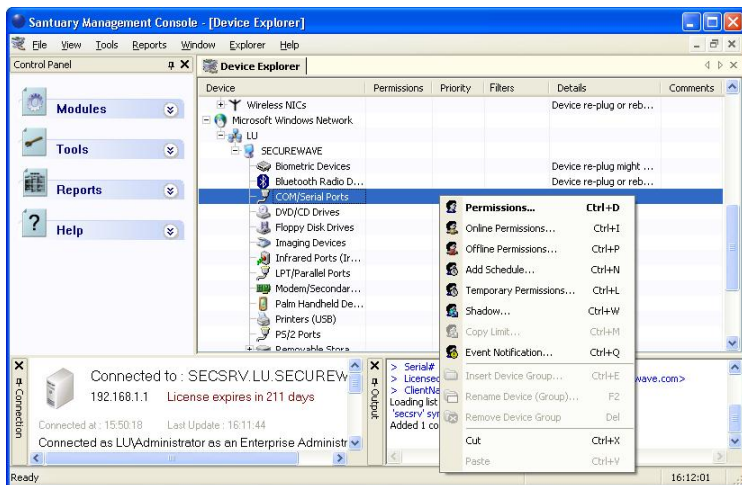 Santuary Management Console - [Device Explorer]
File View Tools Reports Window Explorer Help
Control Panel
Device Explorer
Modules
Tools
Reports
Help
Device Permissions Priority Filters Details Comments
Wireless NICs Device re-plug or reb...
Microsoft Windows Network
LU
SECUREWAVE
Biometric Devices Device re-plug might ...
Bluetooth Radio D... Device re-plug or reb...
COM/Serial Ports
DVD/CD Drives
Floppy Disk Drives
Imaging Devices
Infrared Ports (Ir...
LPT/Parallel Ports
Modem/Secondar...
Palm Handheld De...
Printers (USB)
PS/2 Ports
Removable Stora
Permissions... Ctrl+D
Online Permissions... Ctrl+I
Offline Permissions... Ctrl+P
Add Schedule... Ctrl+N
Temporary Permissions... Ctrl+L
Shadow... Ctrl+W
Copy Limit... Ctrl+M
Event Notification... Ctrl+Q
Insert Device Group... Ctrl+E
Rename Device (Group)... F2
Remove Device Group Del
Cut Ctrl+X
Paste Ctrl+V
Connection
Connected to : SECSRV.LU.SECUREW
192.168.1.1 License expires in 211 days
Connected at : 15:50:18 Last Update : 16:11:44
Connected as LU\Administrator as an Enterprise Administr
Output
> Serial#
> License
> ClientNa
wave.com>
Loading list
'secsrv' syn
Added 1 co
Ready
16:12:01